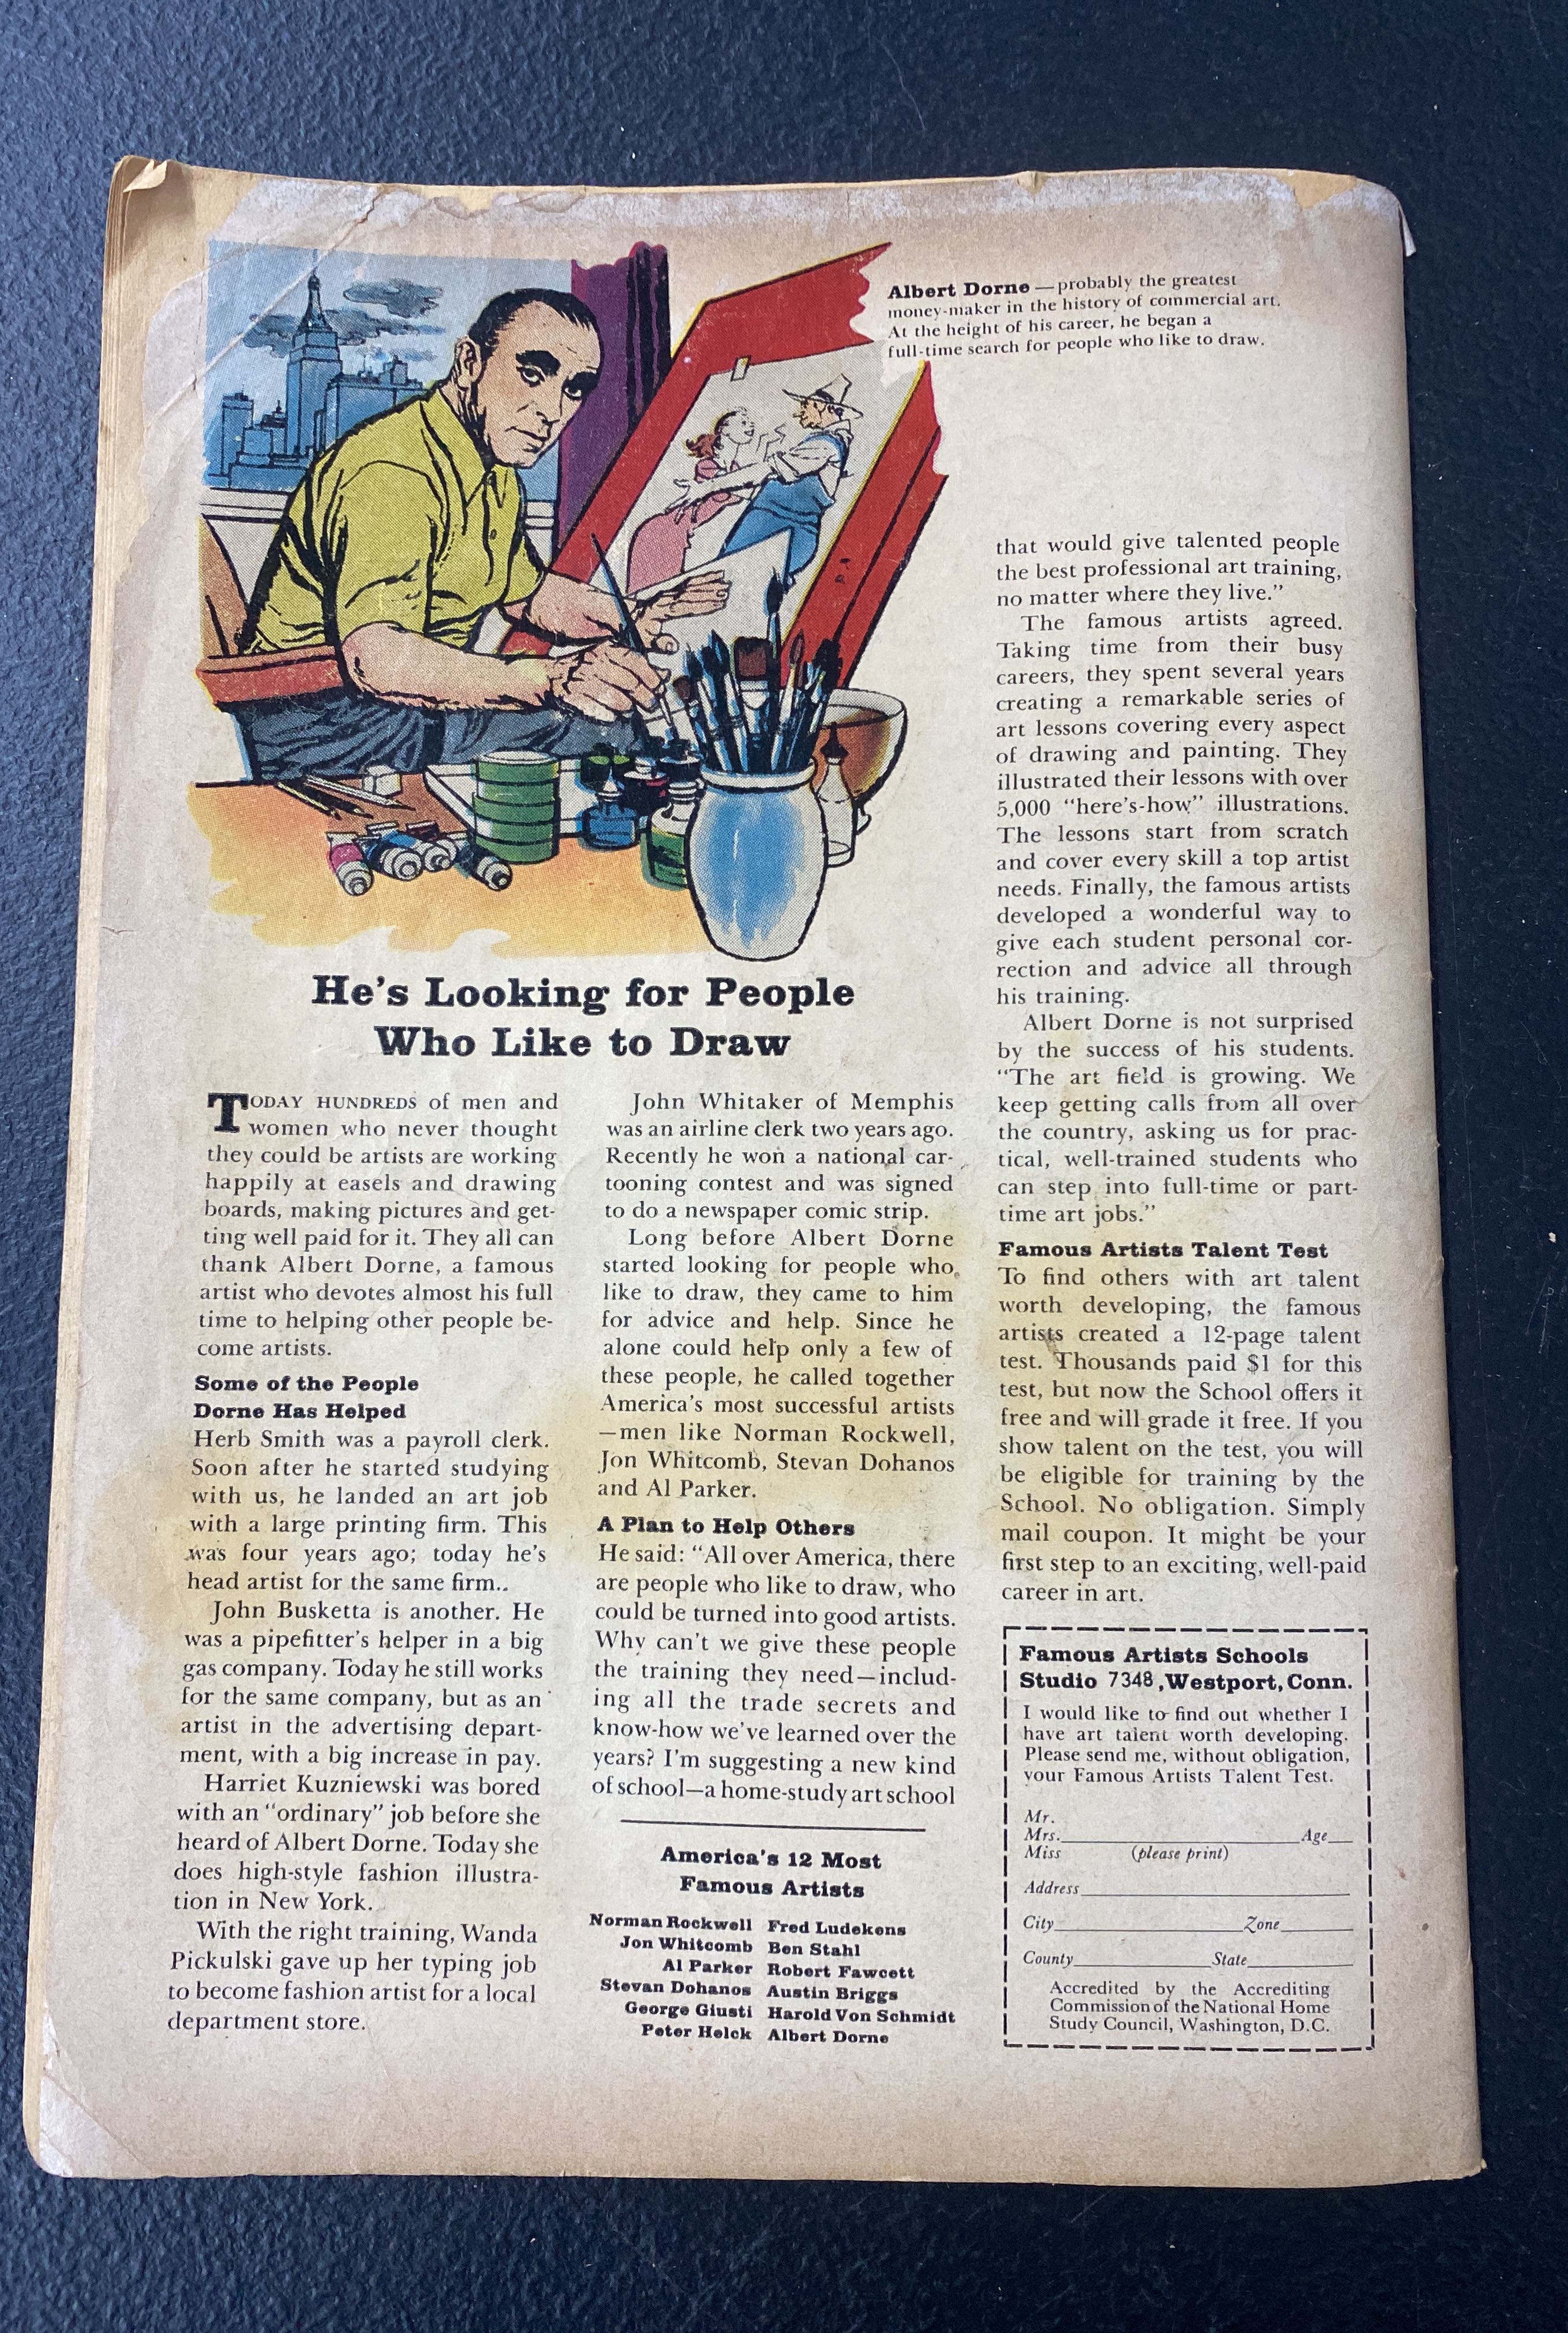 Albert Dorne — probably the greatest
money-maker in the history of commercial art.
At the height of his career, he began a
full-time search for people who like to draw.
He's Looking for People
Who Like to Draw
TODAY HUNDREDS of men and
women who never thought
they could be artists are working
happily at easels and drawing
boards, making pictures and get-
ting well paid for it. They all can
thank Albert Dorne, a famous
artist who devotes almost his full
time to helping other people be-
come artists.
Some of the People
Dorne Has Helped
Herb Smith was a payroll clerk.
Soon after he started studying
with us, he landed an art job
with a large printing firm. This
was four years ago; today he's
head artist for the same firm..
John Busketta is another. He
was a pipefitter's helper in a big
gas company. Today he still works
for the same company, but as an
artist in the advertising depart-
ment, with a big increase in pay.
Harriet Kuzniewski was bored
with an "ordinary" job before she
heard of Albert Dorne. Today she
does high-style fashion illustra-
tion in New York.
With the right training, Wanda
Pickulski gave up her typing job
to become fashion artist for a local
department store.
John Whitaker of Memphis
was an airline clerk two years ago.
Recently he won a national car-
tooning contest and was signed
to do a newspaper comic strip.
Long before Albert Dorne
started looking for people who
like to draw, they came to him
for advice and help. Since he
alone could help only a few of
these people, he called together
America's most successful artists
—men like Norman Rockwell,
Jon Whitcomb, Stevan Dohanos
and Al Parker.
A Plan to Help Others
He said: "All over America, there
are people who like to draw, who
could be turned into good artists.
Why can't we give these people
the training they need—includ-
ing all the trade secrets and
know-how we've learned over the
years? I'm suggesting a new kind
of school—a home-study art school
America's 12 Most
Famous Artists
Norman Rockwell Fred Ludekens
Jon Whitcomb Ben Stahl
Al Parker Robert Fawcett
Stevan Dohanos Austin Briggs
George Giusti Harold Von Schmidt
Peter Helck Albert Dorne
that would give talented people
the best professional art training,
no matter where they live."
The famous artists agreed.
Taking time from their busy
careers, they spent several years
creating a remarkable series of
art lessons covering every aspect
of drawing and painting. They
illustrated their lessons with over
5,000 "here's-how" illustrations.
The lessons start from scratch
and cover every skill a top artist
needs. Finally, the famous artists
developed a wonderful way to
give each student personal cor-
rection and advice all through
his training.
Albert Dorne is not surprised
by the success of his students.
"The art field is growing. We
keep getting calls from all over
the country, asking us for prac-
tical, well-trained students who
can step into full-time or part-
time art jobs."
Famous Artists Talent Test
To find others with art talent
worth developing, the famous
artists created a 12-page talent
test. Thousands paid $1 for this
test, but now the School offers it
free and will grade it free. If you
show talent on the test, you will
be eligible for training by the
School. No obligation. Simply
mail coupon. It might be your
first step to an exciting, well-paid
career in art.
Famous Artists Schools
Studio 7348, Westport, Conn.
I would like to find out whether I
have art talent worth developing.
Please send me, without obligation,
your Famous Artists Talent Test.
Mr.
Mrs. Age
Miss (please print)
Address
City Zone
County State
Accredited by the Accrediting
Commission of the National Home
Study Council, Washington, D.C.